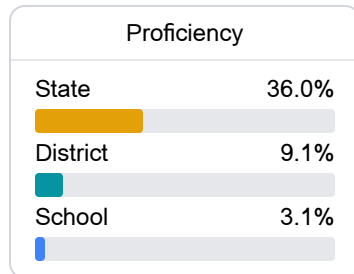 Proficiency
State 36.0%
District 9.1%
School 3.1%